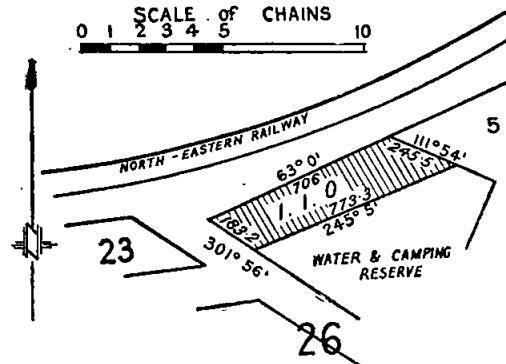 SCALE of CHAINS
0 1 2 3 4 5 10
NORTH-EASTERN RAILWAY
5
63° 0'
111° 54'
706
245·5
1. 1. 0
773·3
245° 5'
183·2
301° 56'
23
WATER & CAMPING
RESERVE
26